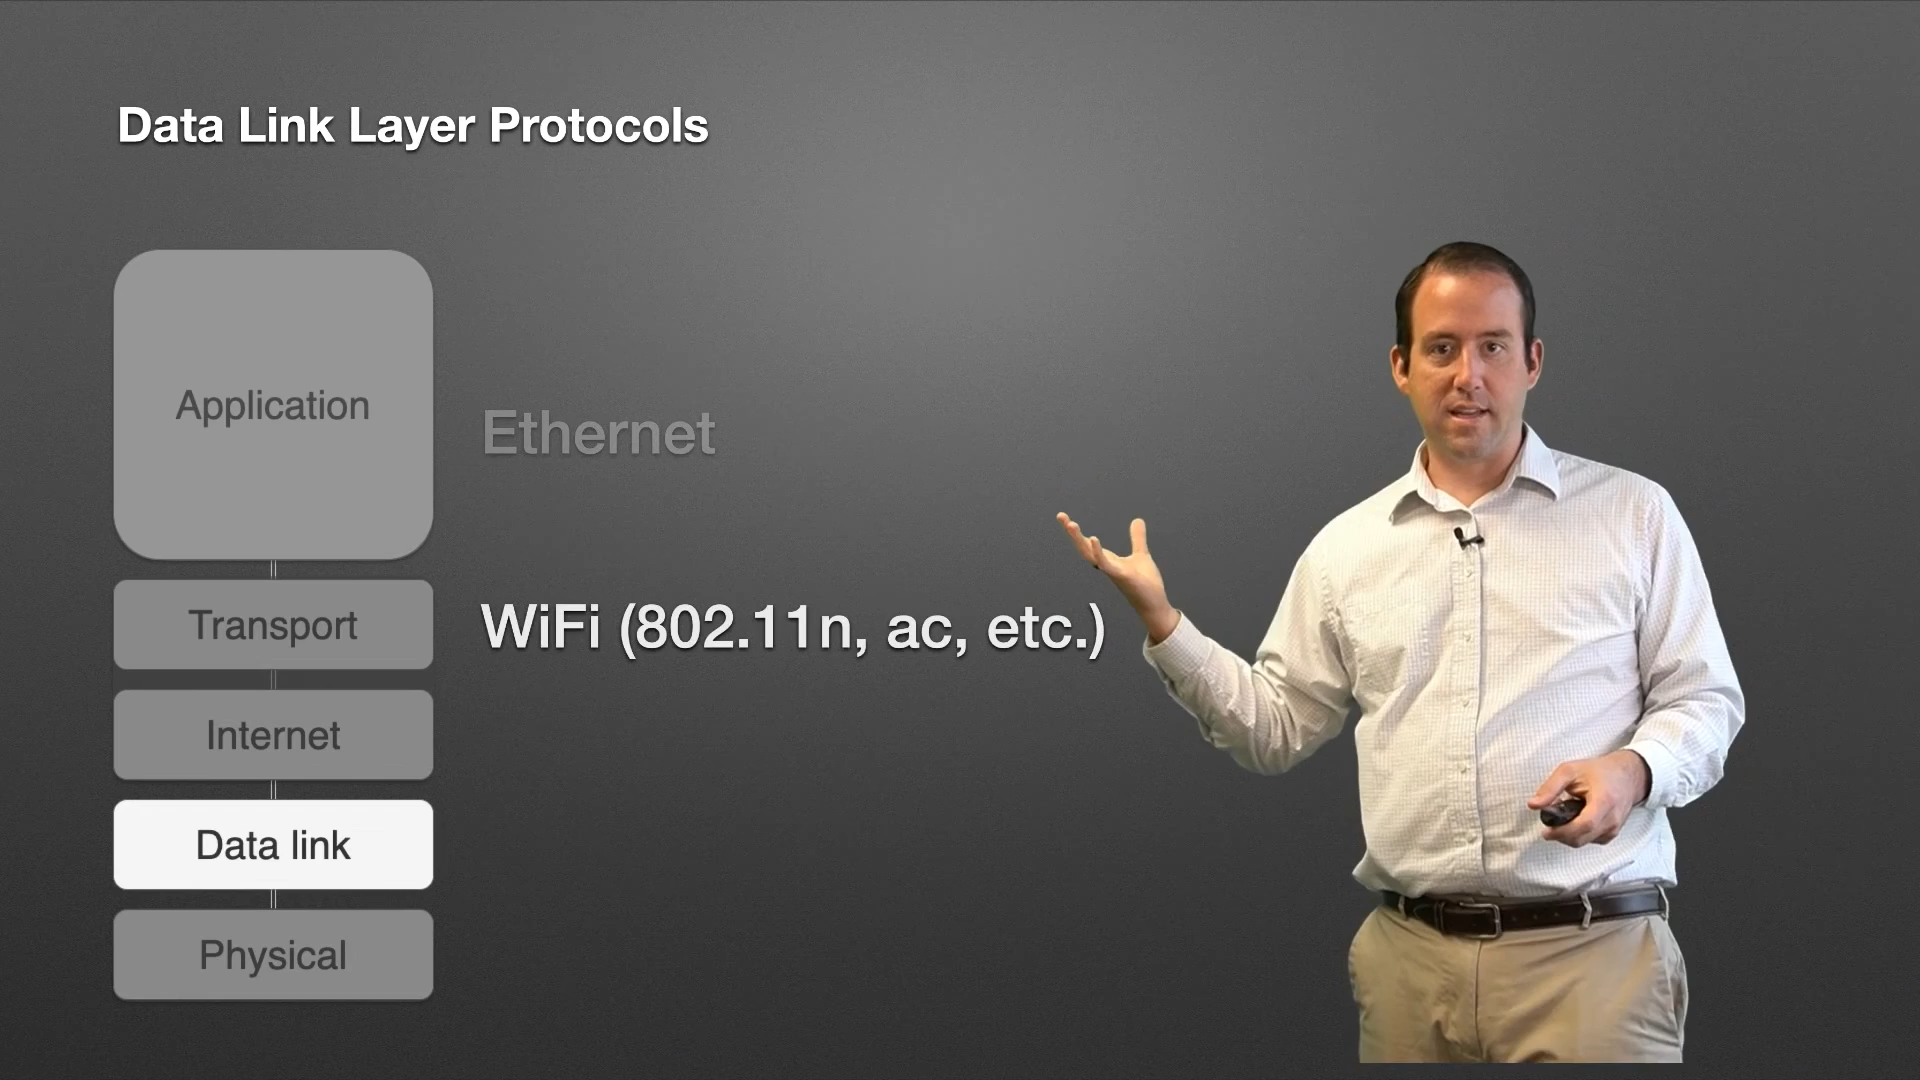 Data Link Layer Protocols
Application
Ethernet
Transport
WiFi (802.11n, ac, etc.)
Internet
Data link
Physical